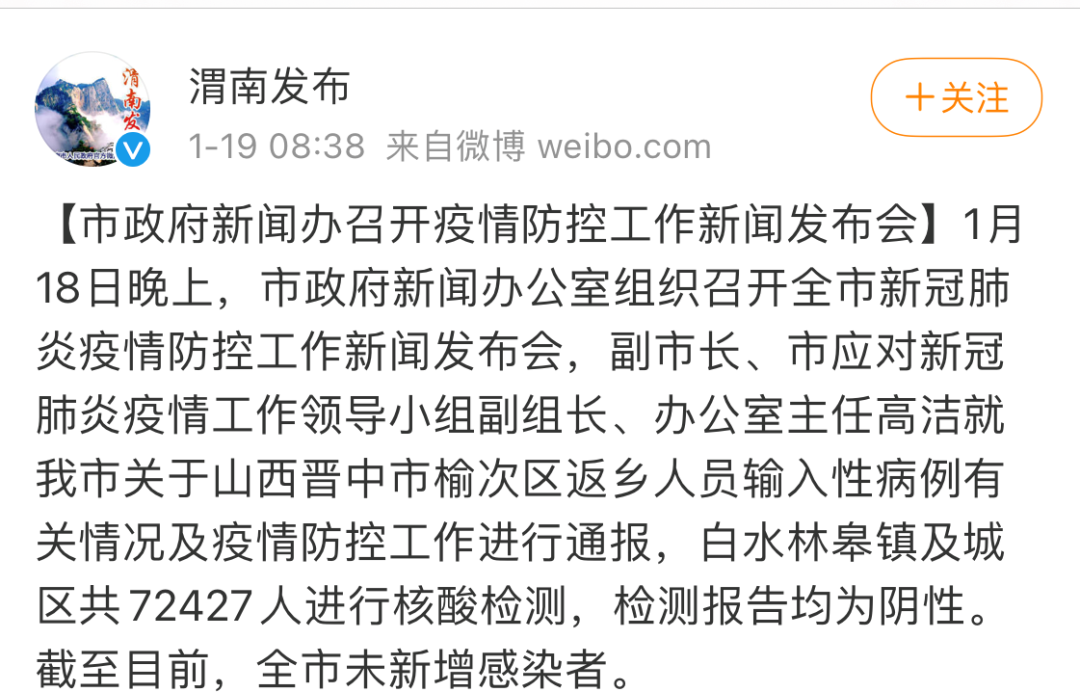 渭南发布
1-19 08:38 来自微博 weibo.com
+关注
渭南发
【市政府新闻办召开疫情防控工作新闻发布会】1月
18日晚上，市政府新闻办公室组织召开全市新冠肺
炎疫情防控工作新闻发布会，副市长、市应对新冠
肺炎疫情工作领导小组副组长、办公室主任高洁就
我市关于山西晋中市榆次区返乡人员输入性病例有
关情况及疫情防控工作进行通报，白水林皋镇及城
区共72427人进行核酸检测，检测报告均为阴性。
截至目前，全市未新增感染者。